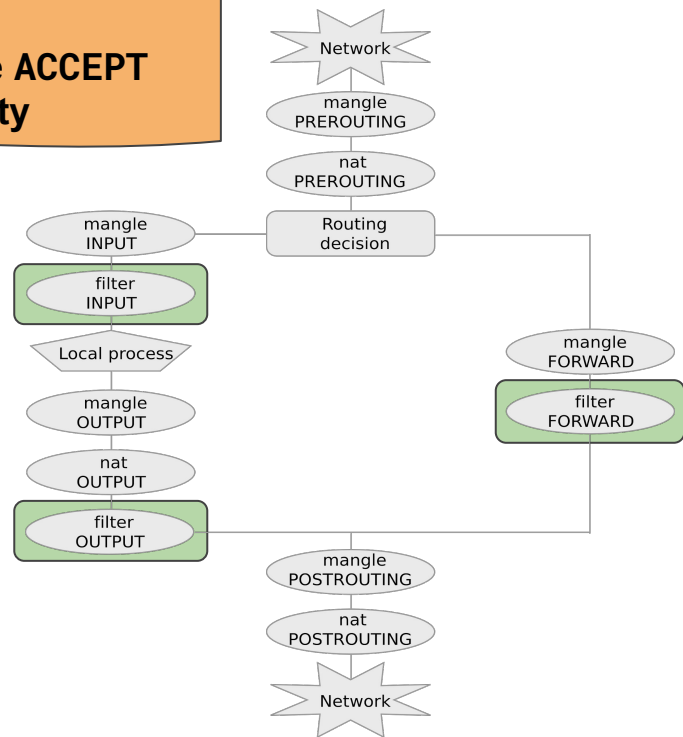 ACCEPT
Network
mangle
PREROUTING
nat
PREROUTING
Routing
decision
mangle
INPUT
filter
INPUT
Local process
mangle
OUTPUT
nat
OUTPUT
filter
OUTPUT
mangle
FORWARD
filter
FORWARD
mangle
POSTROUTING
nat
POSTROUTING
Network